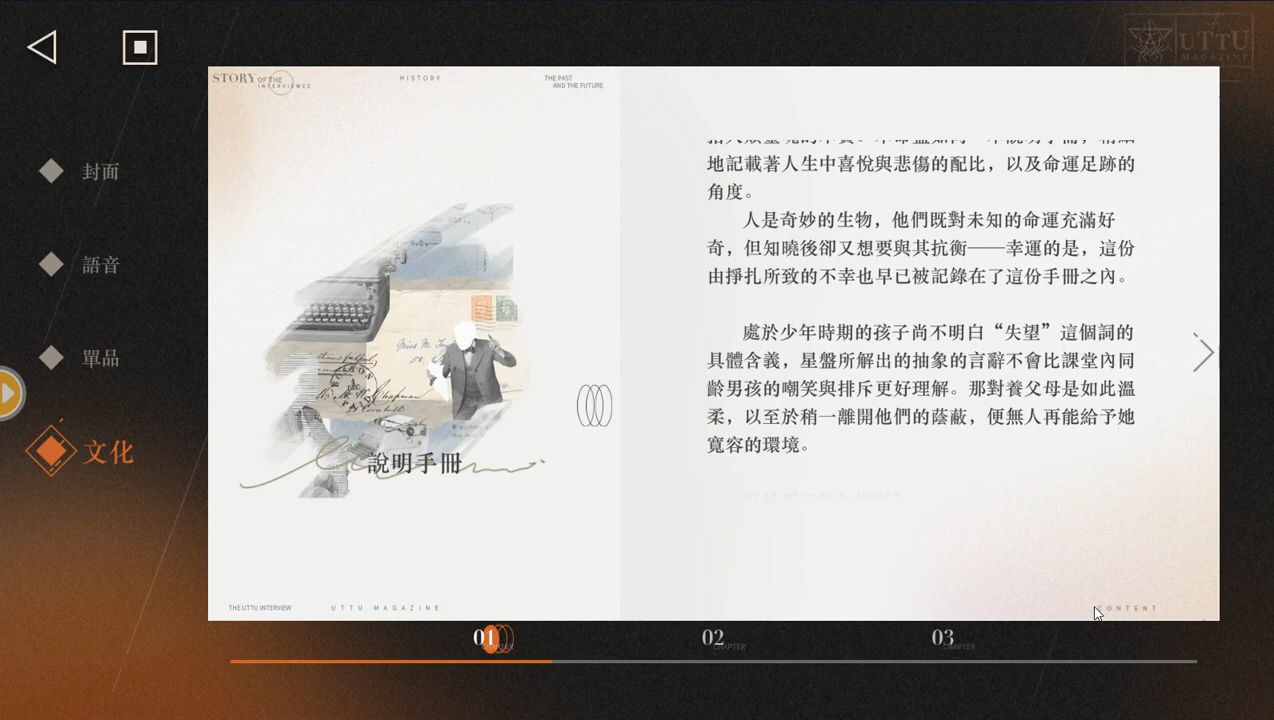 UTTU
MAGAZINE
STORY OF THE
INTERVIEWEE
HISTORY
THE PAST
AND THE FUTURE
封面
語音
單品
文化
說明手冊
地記載著人生中喜悅與悲傷的配比，以及命運足跡的
角度。
人是奇妙的生物，他們既對未知的命運充滿好
奇，但知曉後卻又想要與其抗衡——幸運的是，這份
由掙扎所致的不幸也早已被記錄在了這份手冊之內。
處於少年時期的孩子尚不明白“失望”這個詞的
具體含義，星盤所解出的抽象的言辭不會比課堂內同
齡男孩的嘲笑與排斥更好理解。那對養父母是如此溫
柔，以至於稍一離開他們的蔭蔽，便無人再能給予她
寬容的環境。
THE UTTU INTERVIEW
UTTU MAGAZINE
CONTENT
01
02 CHAPTER
03 CHAPTER